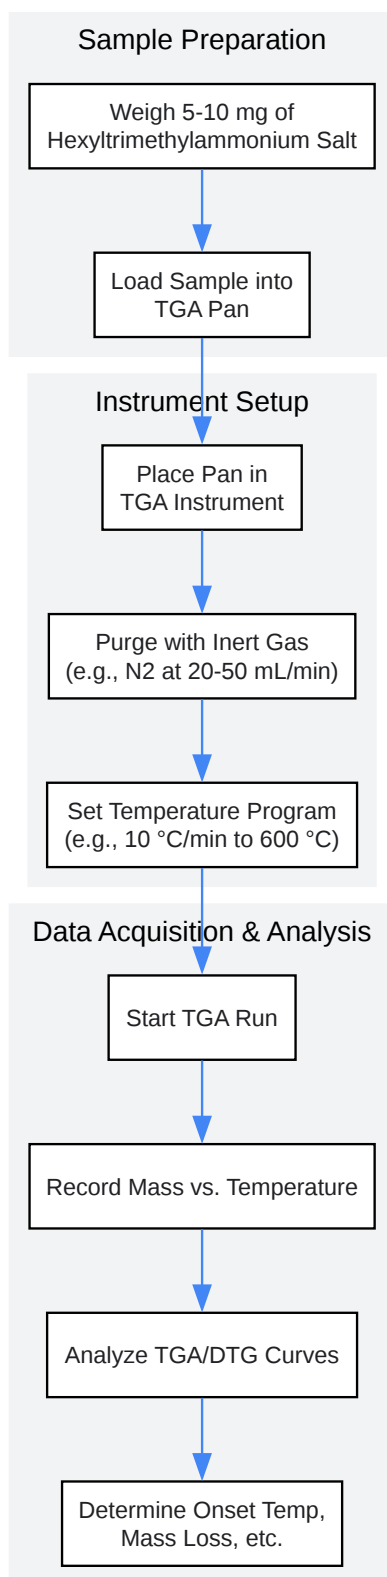 Sample Preparation
Weigh 5-10 mg of
Hexyltrimethylammonium Salt
Load Sample into
TGA Pan
Instrument Setup
Place Pan in
TGA Instrument
Purge with Inert Gas
(e.g., N2 at 20-50 mL/min)
Set Temperature Program
(e.g., 10 °C/min to 600 °C)
Data Acquisition & Analysis
Start TGA Run
Record Mass vs. Temperature
Analyze TGA/DTG Curves
Determine Onset Temp,
Mass Loss, etc.